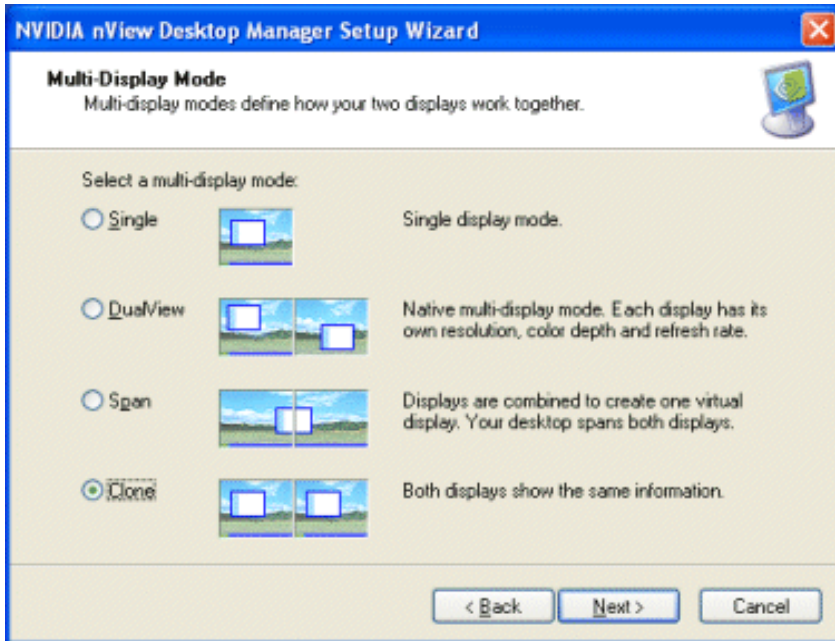 NVIDIA nView Desktop Manager Setup Wizard
Multi-Display Mode
Multi-display modes define how your two displays work together.
Select a multi-display mode:
Single
Single display mode.
DualView
Native multi-display mode. Each display has its
own resolution, color depth and refresh rate.
Span
Displays are combined to create one virtual
display. Your desktop spans both displays.
Clone
Both displays show the same information.
< Back
Next >
Cancel